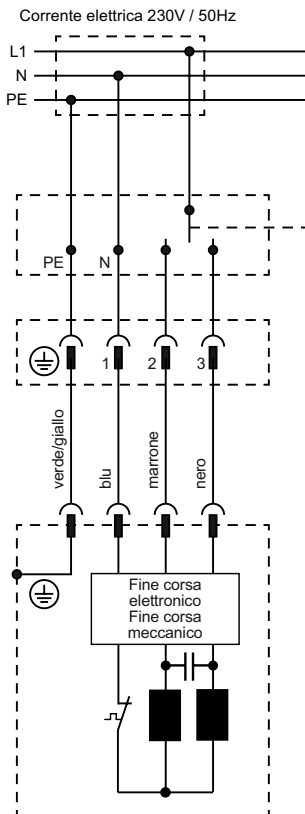 Corrente elettrica 230V / 50Hz
L1
N
PE
PE
N
1
2
3
verde/giallo
blu
marrone
nero
Fine corsa
elettronico
Fine corsa
meccanico